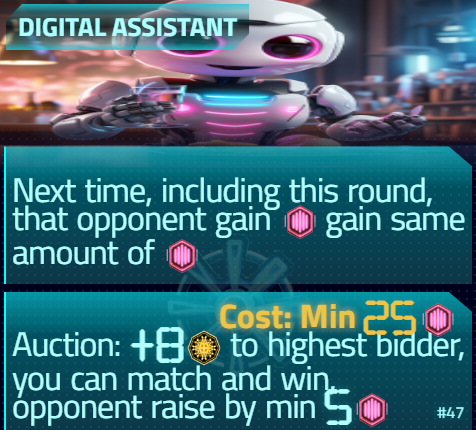 DIGITAL ASSISTANT
Next time, including this round,
that opponent gain gain same
amount of
Cost: Min 25
Auction: +8 to highest bidder,
you can match and win.
opponent raise by min 5
#47